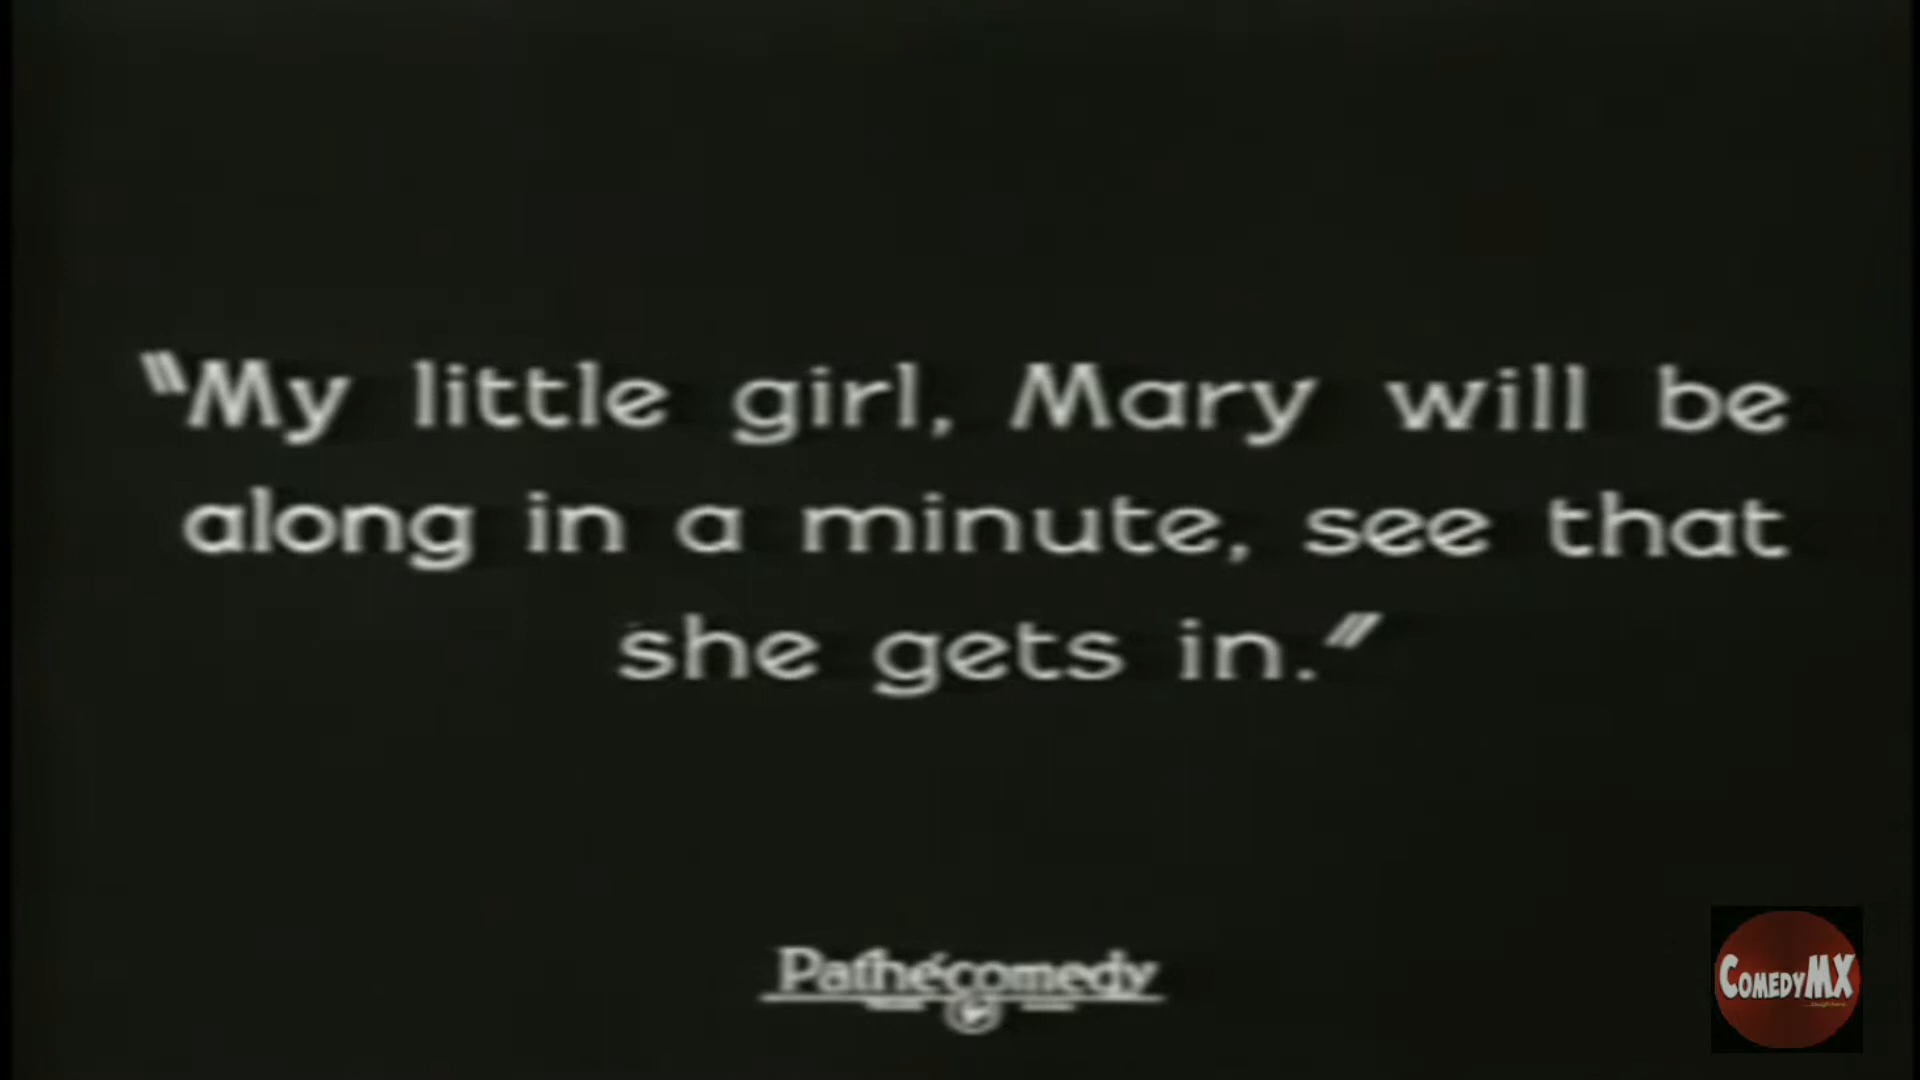 "My little girl, Mary will be
along in a minute, see that
she gets in."
Pathécomedy
COMEDYMX